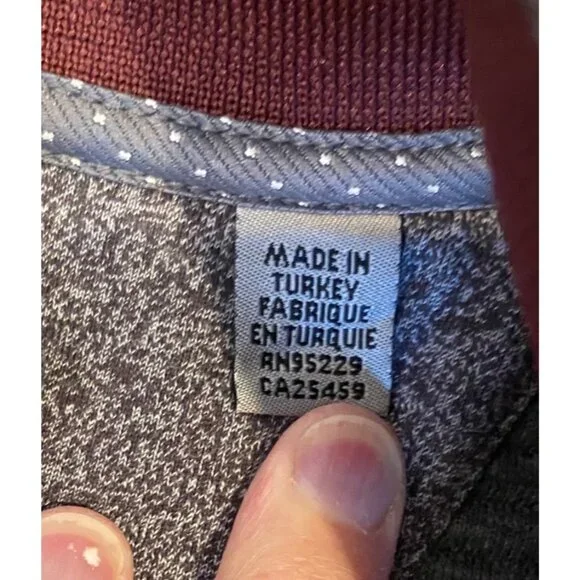 MADE IN
TURKEY
FABRIQUE
EN TURQUIE
RN95229
CA25459